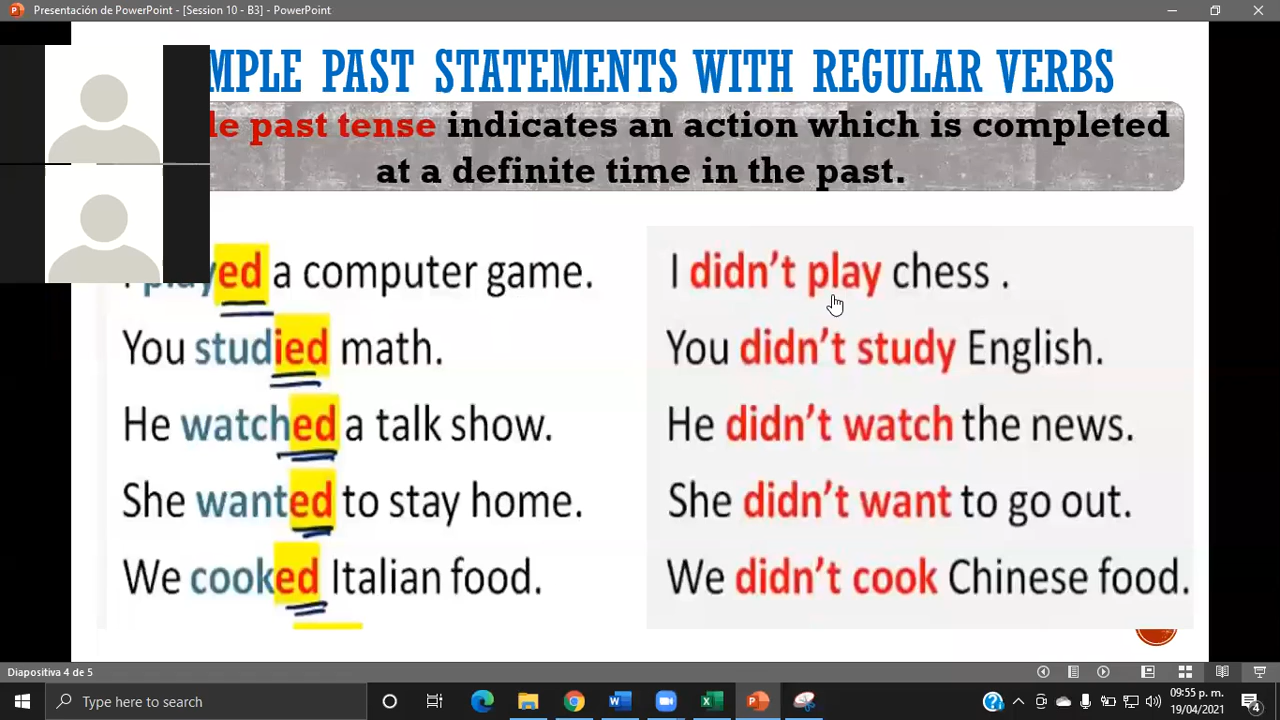 Presentación de PowerPoint - [Session 10 - B3] - PowerPoint
MPLE PAST STATEMENTS WITH REGULAR VERBS
le past tense indicates an action which is completed
at a definite time in the past.
I played a computer game.
You studied math.
He watched a talk show.
She wanted to stay home.
We cooked Italian food.
I didn't play chess .
You didn't study English.
He didn't watch the news.
She didn't want to go out.
We didn't cook Chinese food.
Diapositiva 4 de 5
Type here to search
09:55 p. m.
19/04/2021
4